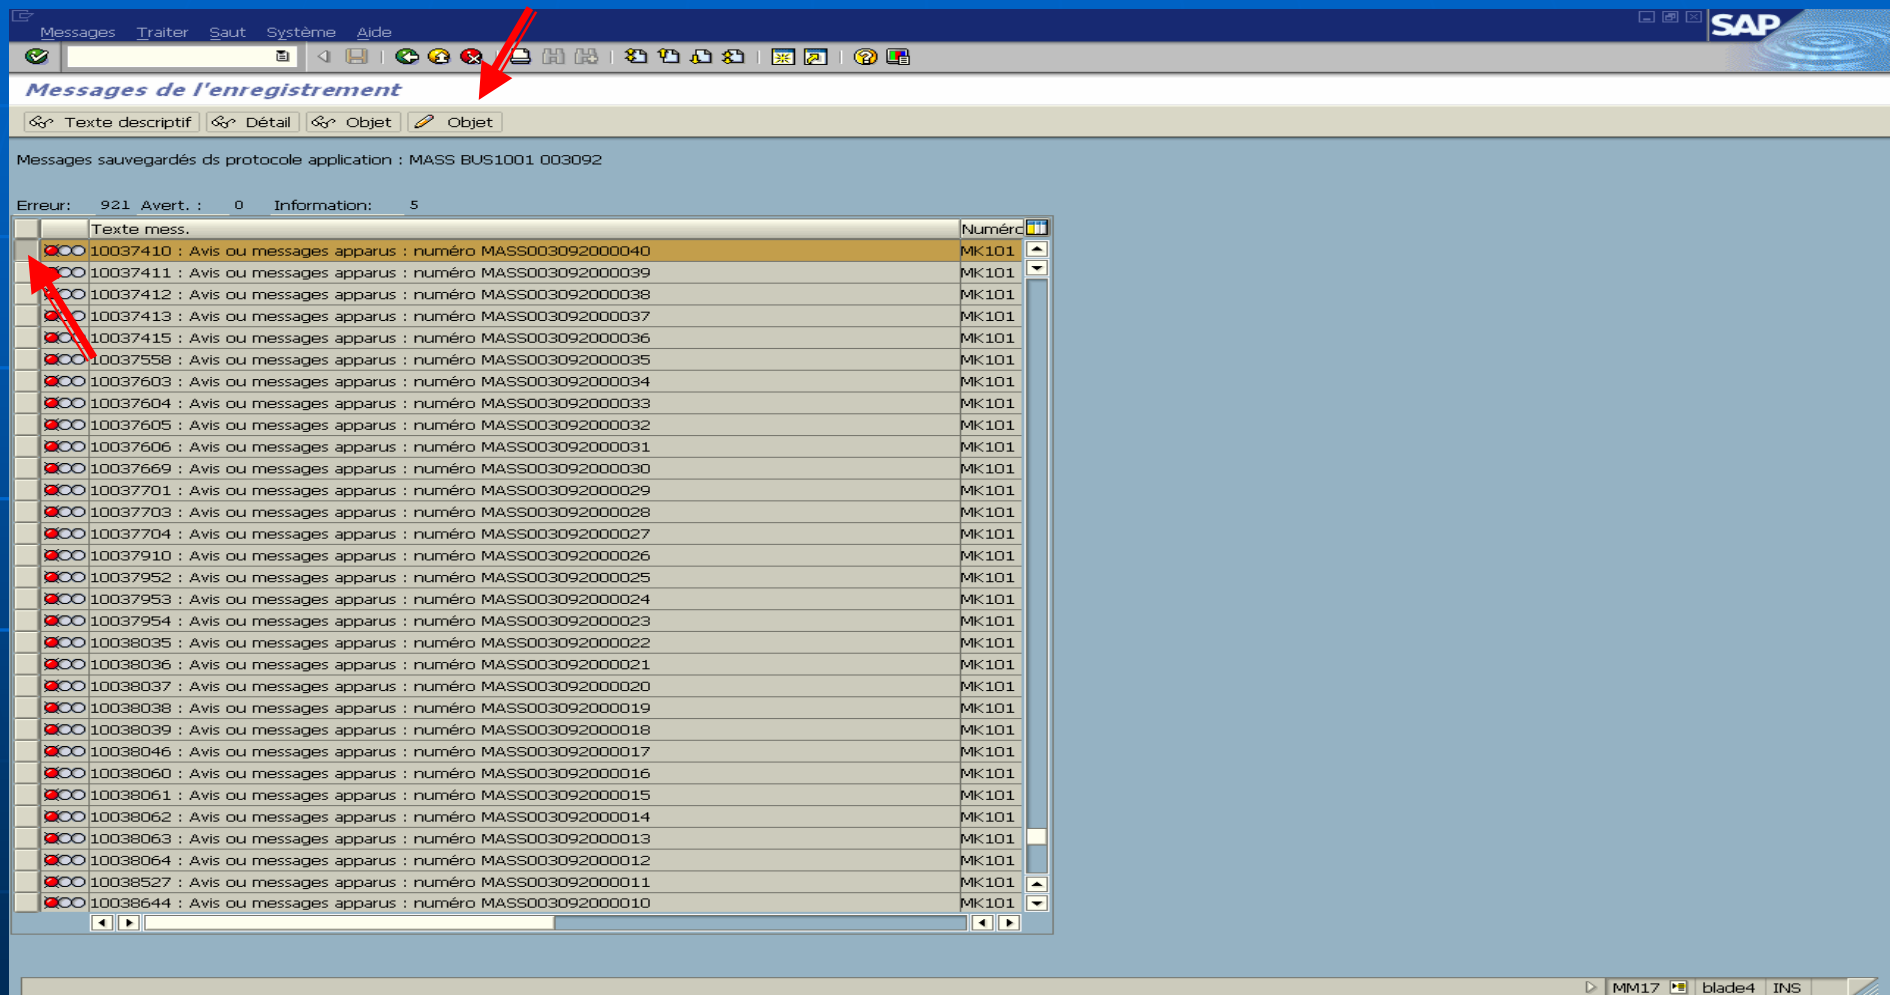 Messages Traiter Saut Système Aide
SAP
Messages de l'enregistrement
Texte descriptif Détail Objet Objet
Messages sauvegardés ds protocole application : MASS BUS1001 003092
Erreur: 921 Avert. : 0 Information: 5
Texte mess. Numérc
10037410 : Avis ou messages apparus : numéro MASS003092000040 MK101
10037411 : Avis ou messages apparus : numéro MASS003092000039 MK101
10037412 : Avis ou messages apparus : numéro MASS003092000038 MK101
10037413 : Avis ou messages apparus : numéro MASS003092000037 MK101
10037415 : Avis ou messages apparus : numéro MASS003092000036 MK101
10037558 : Avis ou messages apparus : numéro MASS003092000035 MK101
10037603 : Avis ou messages apparus : numéro MASS003092000034 MK101
10037604 : Avis ou messages apparus : numéro MASS003092000033 MK101
10037605 : Avis ou messages apparus : numéro MASS003092000032 MK101
10037606 : Avis ou messages apparus : numéro MASS003092000031 MK101
10037669 : Avis ou messages apparus : numéro MASS003092000030 MK101
10037701 : Avis ou messages apparus : numéro MASS003092000029 MK101
10037703 : Avis ou messages apparus : numéro MASS003092000028 MK101
10037704 : Avis ou messages apparus : numéro MASS003092000027 MK101
10037910 : Avis ou messages apparus : numéro MASS003092000026 MK101
10037952 : Avis ou messages apparus : numéro MASS003092000025 MK101
10037953 : Avis ou messages apparus : numéro MASS003092000024 MK101
10037954 : Avis ou messages apparus : numéro MASS003092000023 MK101
10038035 : Avis ou messages apparus : numéro MASS003092000022 MK101
10038036 : Avis ou messages apparus : numéro MASS003092000021 MK101
10038037 : Avis ou messages apparus : numéro MASS003092000020 MK101
10038038 : Avis ou messages apparus : numéro MASS003092000019 MK101
10038039 : Avis ou messages apparus : numéro MASS003092000018 MK101
10038046 : Avis ou messages apparus : numéro MASS003092000017 MK101
10038060 : Avis ou messages apparus : numéro MASS003092000016 MK101
10038061 : Avis ou messages apparus : numéro MASS003092000015 MK101
10038062 : Avis ou messages apparus : numéro MASS003092000014 MK101
10038063 : Avis ou messages apparus : numéro MASS003092000013 MK101
10038064 : Avis ou messages apparus : numéro MASS003092000012 MK101
10038527 : Avis ou messages apparus : numéro MASS003092000011 MK101
10038644 : Avis ou messages apparus : numéro MASS003092000010 MK101
MM17 blade4 INS